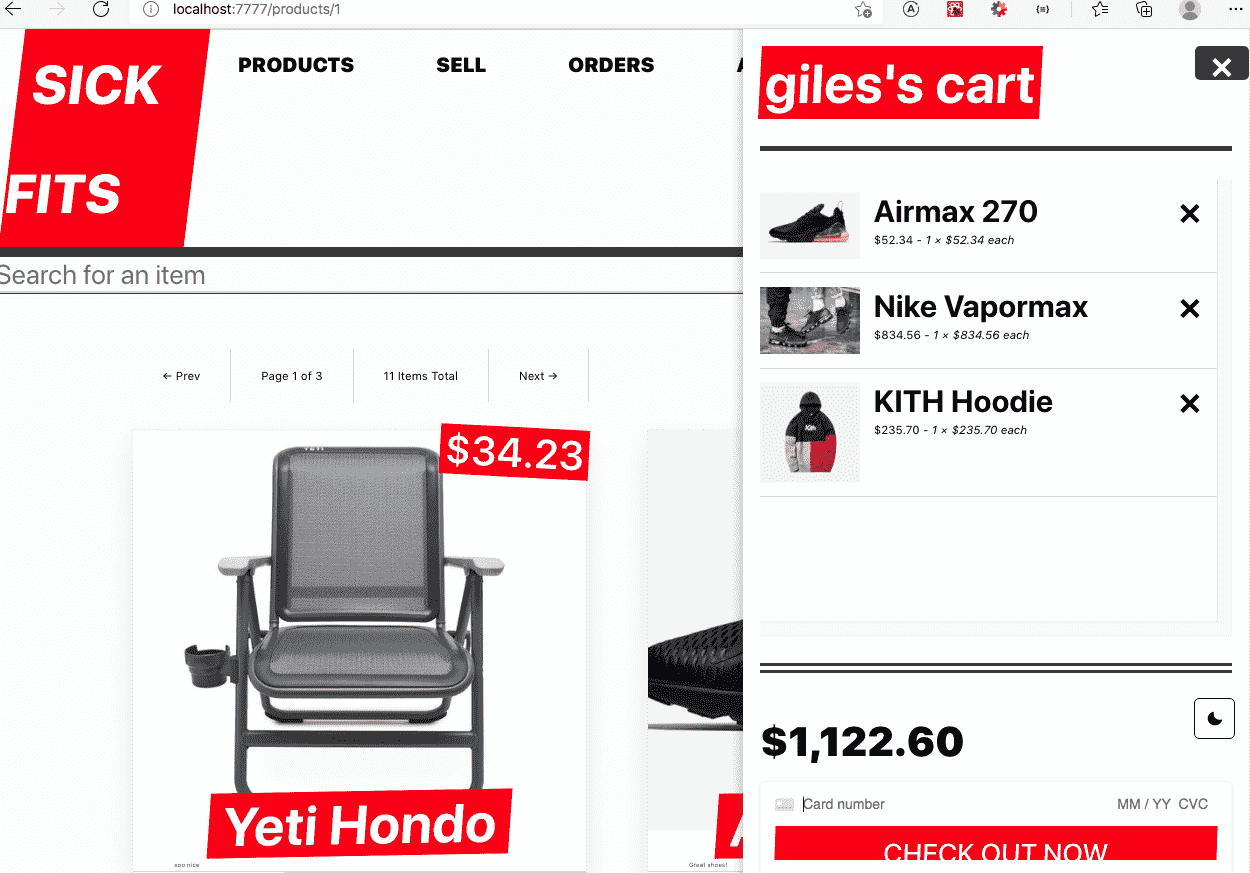 localhost:7777/products/1
SICK
FITS
PRODUCTS
SELL
ORDERS
Search for an item
← Prev
Page 1 of 3
11 Items Total
Next →
$34.23
YETI
Yeti Hondo
soo nice
Great shoes!
giles's cart
Airmax 270
$52.34 - 1 × $52.34 each
Nike Vapormax
$834.56 - 1 × $834.56 each
KITH Hoodie
$235.70 - 1 × $235.70 each
$1,122.60
Card number
MM / YY CVC
CHECK OUT NOW